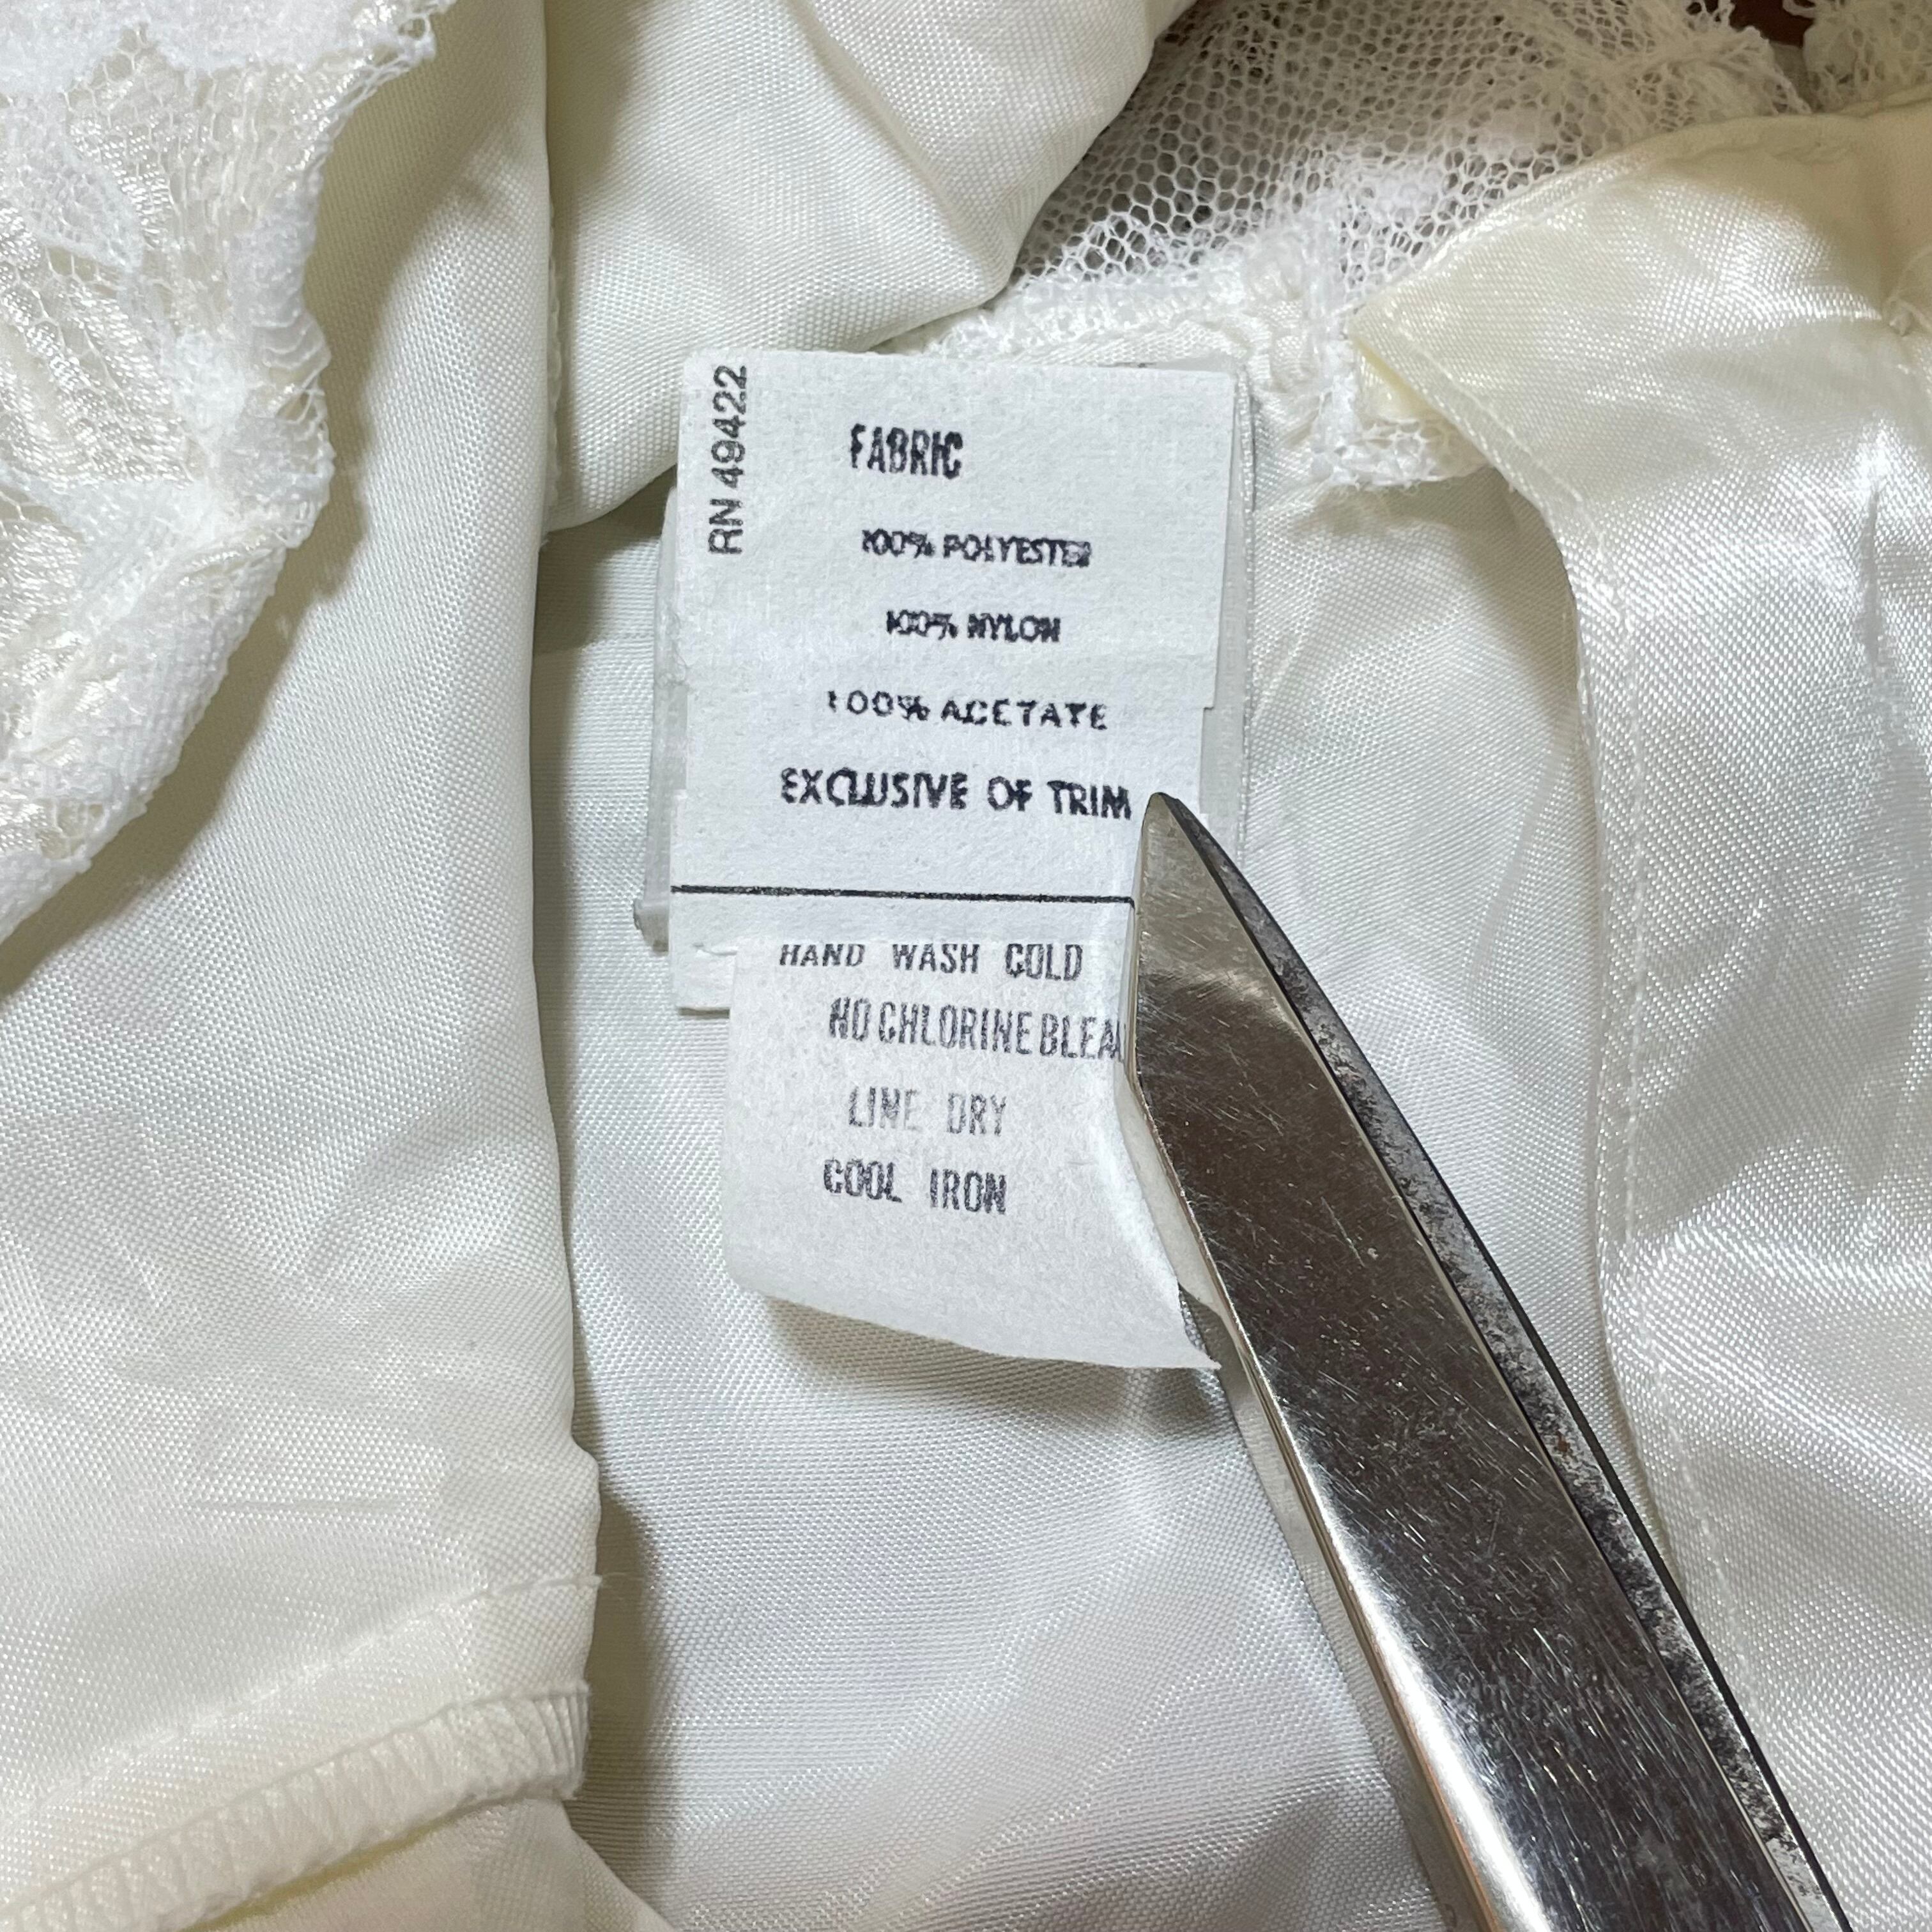 RN 49422
FABRIC
100% POLYESTER
100% NYLON
100% ACETATE
EXCLUSIVE OF TRIM
HAND WASH COLD
NO CHLORINE BLEA
LINE DRY
COOL IRON